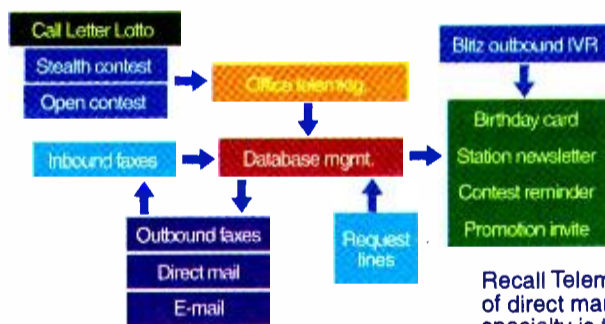 Call Letter Lotto
Stealth contest
Open contest
Office telemktg.
Blitz outbound IVR
Inbound faxes
Database mgmt.
Birthday card
Station newsletter
Contest reminder
Promotion invite
Outbound faxes
Direct mail
E-mail
Request
lines
Recall Telem
of direct mar